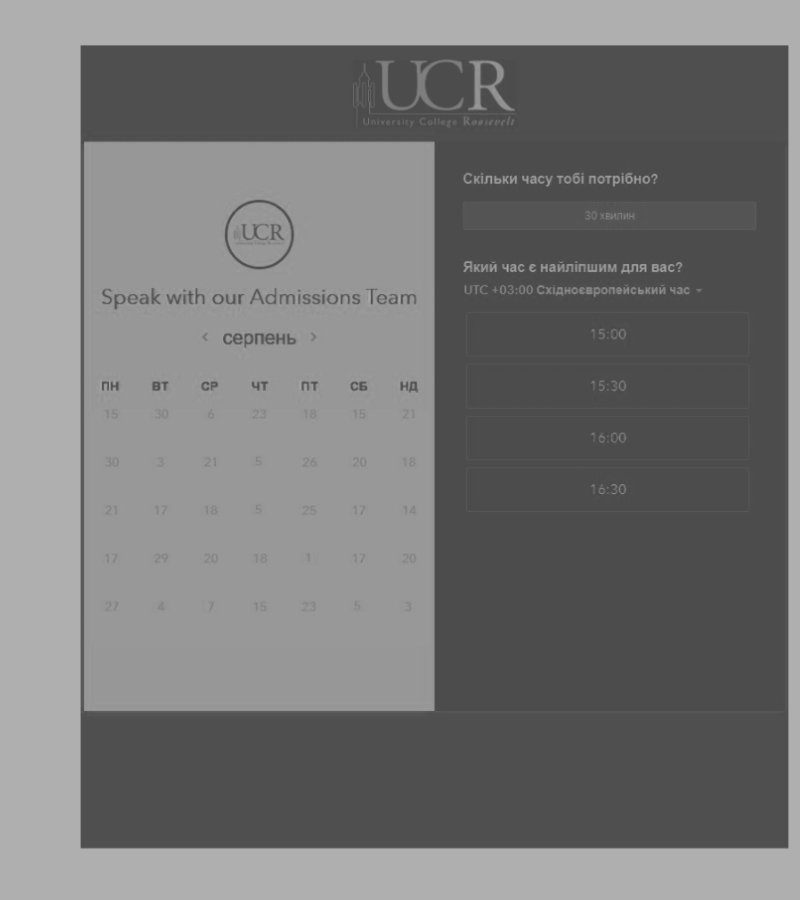 UCR
University College Roosevelt
UCR
Speak with our Admissions Team
< серпень >
ПН ВТ СР ЧТ ПТ СБ НД
15 30 6 23 18 15 21
30 3 21 5 26 20 18
21 17 18 5 25 17 14
17 29 20 18 1 17 20
27 4 7 15 23 5 3
Скільки часу тобі потрібно?
30 хвилин
Який час є найліпшим для вас?
UTC +03:00 Східноєвропейський час
15:00
15:30
16:00
16:30